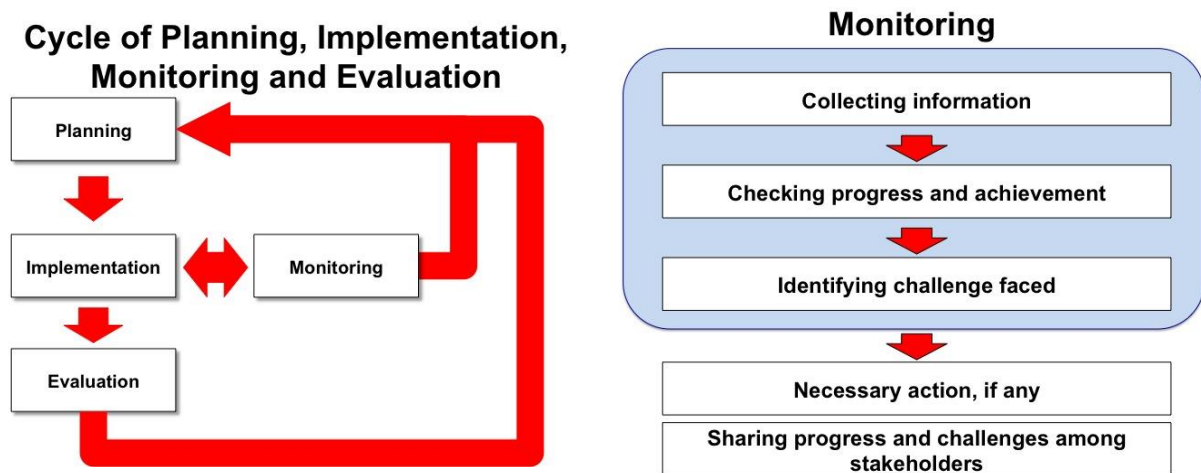 Cycle of Planning, Implementation,
Monitoring and Evaluation
Planning
Implementation
Monitoring
Evaluation
Monitoring
Collecting information
Checking progress and achievement
Identifying challenge faced
Necessary action, if any
Sharing progress and challenges among
stakeholders